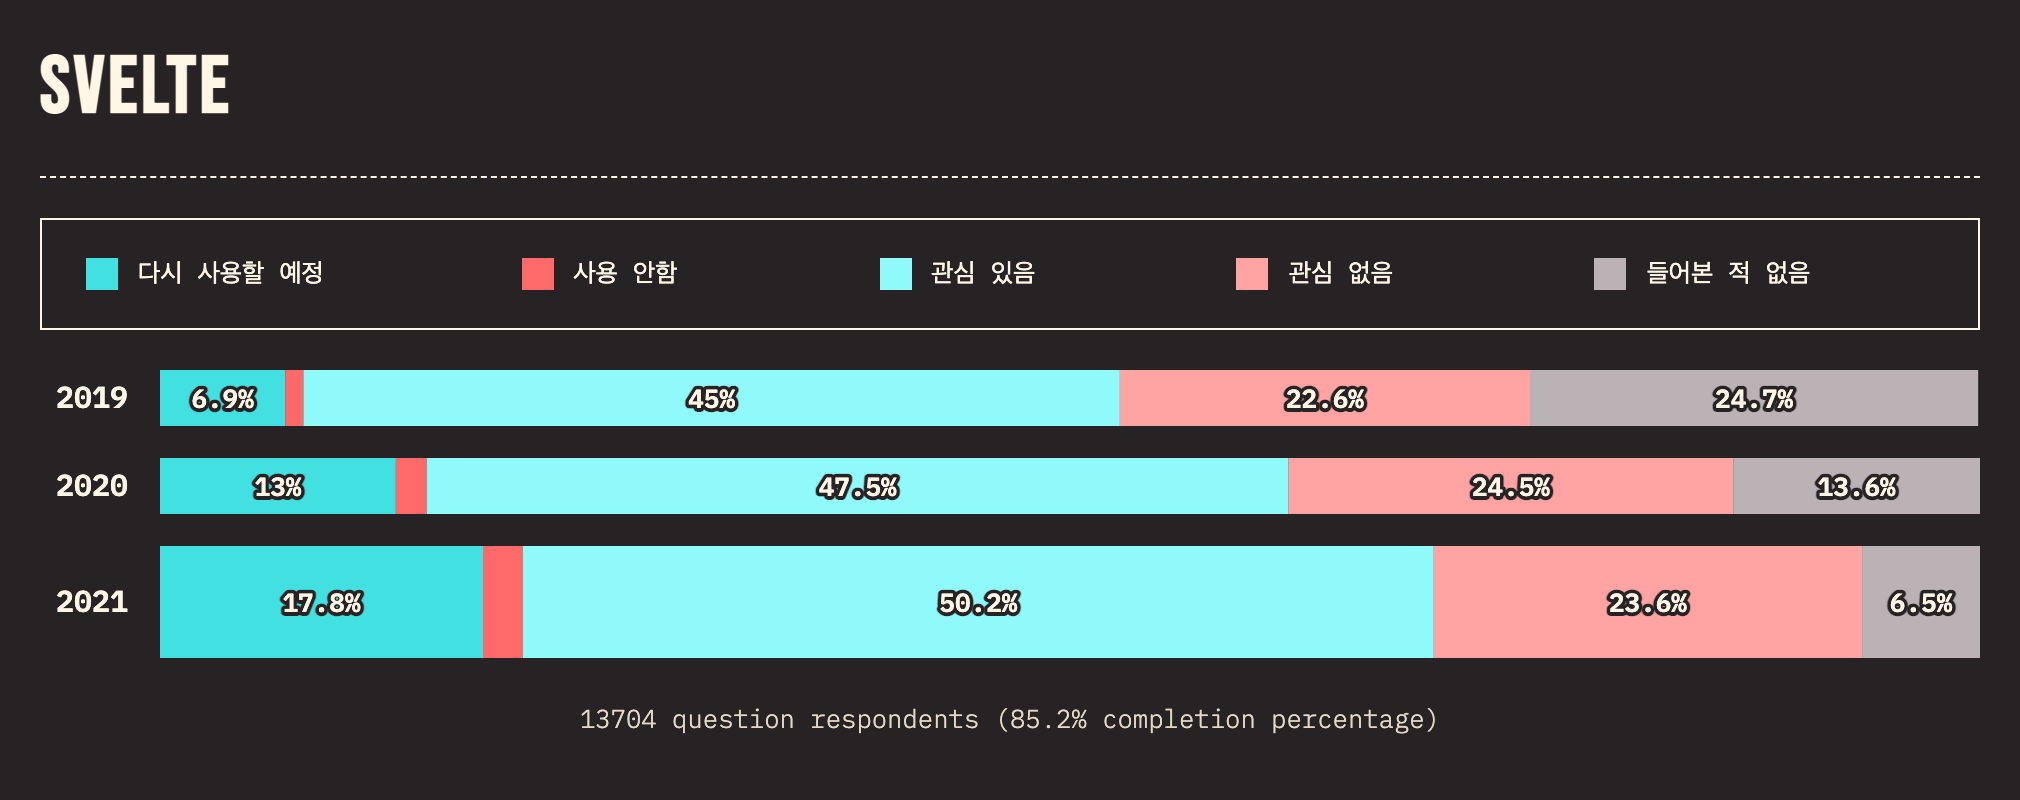 SVELTE
다시 사용할 예정 사용 안함 관심 있음 관심 없음 들어본 적 없음
2019 6.9% 45% 22.6% 24.7%
2020 13% 47.5% 24.5% 13.6%
2021 17.8% 50.2% 23.6% 6.5%
13704 question respondents (85.2% completion percentage)